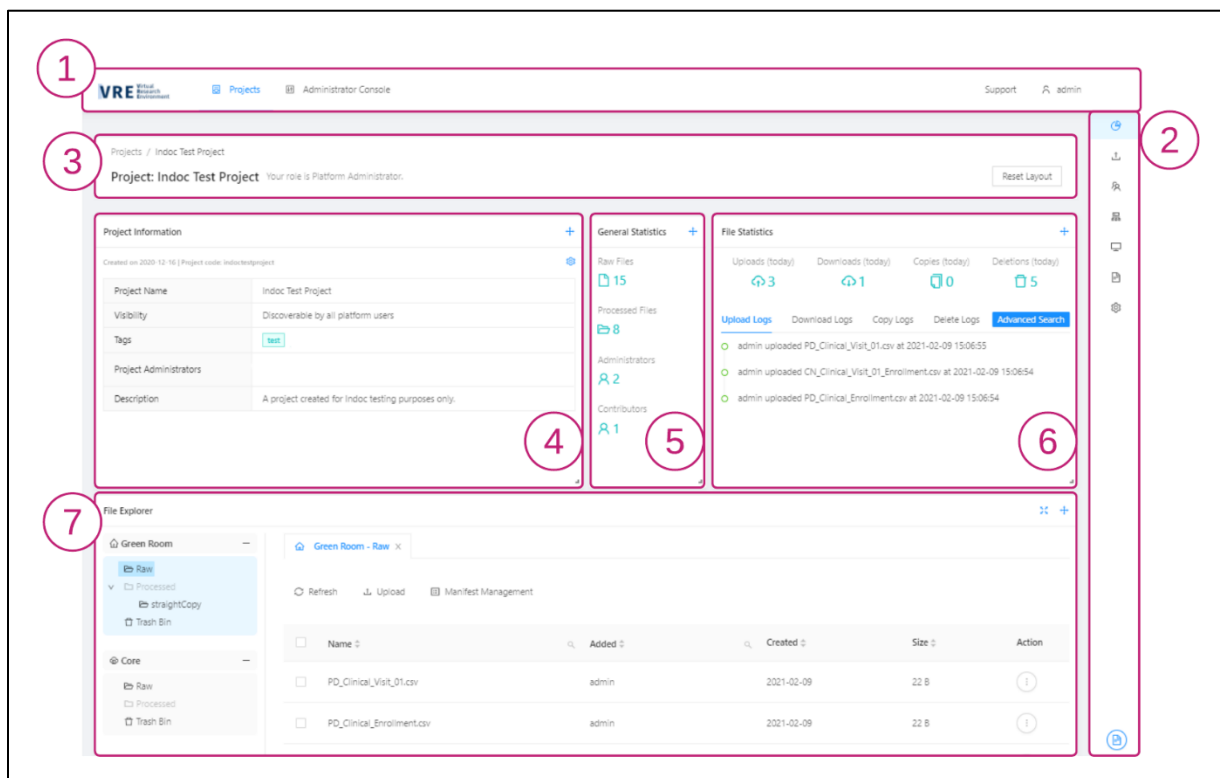 1
VRE Virtual Research Environment Projects Administrator Console Support admin
2
3
Projects / Indoc Test Project
Project: Indoc Test Project Your role is Platform Administrator. Reset Layout
Project Information
Created on 2020-12-16 | Project code: indoctestproject
Project Name Indoc Test Project
Visibility Discoverable by all platform users
Tags test
Project Administrators
Description A project created for Indoc testing purposes only.
4
General Statistics
Raw Files
15
Processed Files
8
Administrators
2
Contributors
1
5
File Statistics
Uploads (today) Downloads (today) Copies (today) Deletions (today)
3 1 0 5
Upload Logs Download Logs Copy Logs Delete Logs Advanced Search
admin uploaded PD_Clinical_Visit_01.csv at 2021-02-09 15:06:55
admin uploaded CN_Clinical_Visit_01_Enrollment.csv at 2021-02-09 15:06:54
admin uploaded PD_Clinical_Enrollment.csv at 2021-02-09 15:06:54
6
7
File Explorer
Green Room
Raw
Processed
straightCopy
Trash Bin
Core
Raw
Processed
Trash Bin
Green Room - Raw
Refresh Upload Manifest Management
Name Added Created Size Action
PD_Clinical_Visit_01.csv admin 2021-02-09 22 B
PD_Clinical_Enrollment.csv admin 2021-02-09 22 B